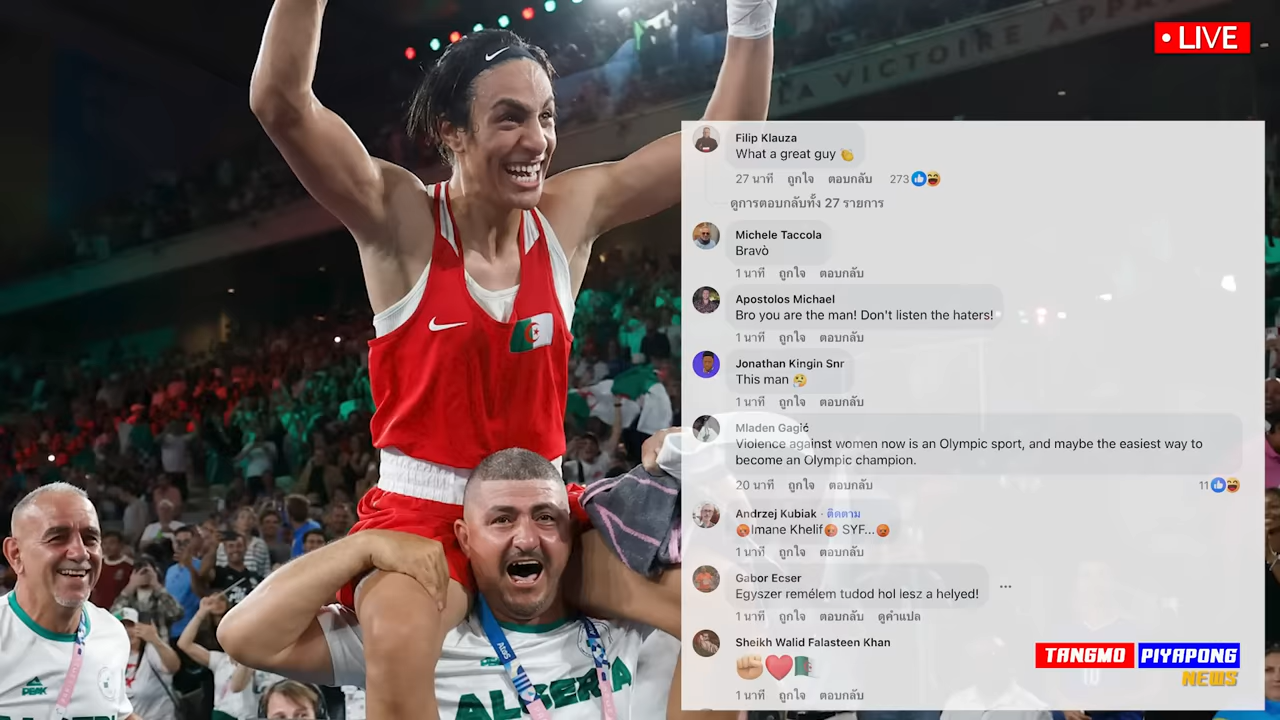 LA VICTOIRE APPA
• LIVE
Filip Klauza
What a great guy 👏
27 นาที ถูกใจ ตอบกลับ 273
ดูการตอบกลับทั้ง 27 รายการ
Michele Taccola
Bravò
1 นาที ถูกใจ ตอบกลับ
Apostolos Michael
Bro you are the man! Don't listen the haters!
1 นาที ถูกใจ ตอบกลับ
Jonathan Kingin Snr
This man 🤔
1 นาที ถูกใจ ตอบกลับ
Mladen Gagić
Violence against women now is an Olympic sport, and maybe the easiest way to
become an Olympic champion.
20 นาที ถูกใจ ตอบกลับ 11
Andrzej Kubiak · ติดตาม
😡Imane Khelif😡 SYF...😡
1 นาที ถูกใจ ตอบกลับ
Gabor Ecser
Egyszer remélem tudod hol lesz a helyed!
1 นาที ถูกใจ ตอบกลับ ดูคำแปล
Sheikh Walid Falasteen Khan
✊❤️🇩🇿
1 นาที ถูกใจ ตอบกลับ
TANGMO PIYAPONG
NEWS
PEAK
ALGERIA